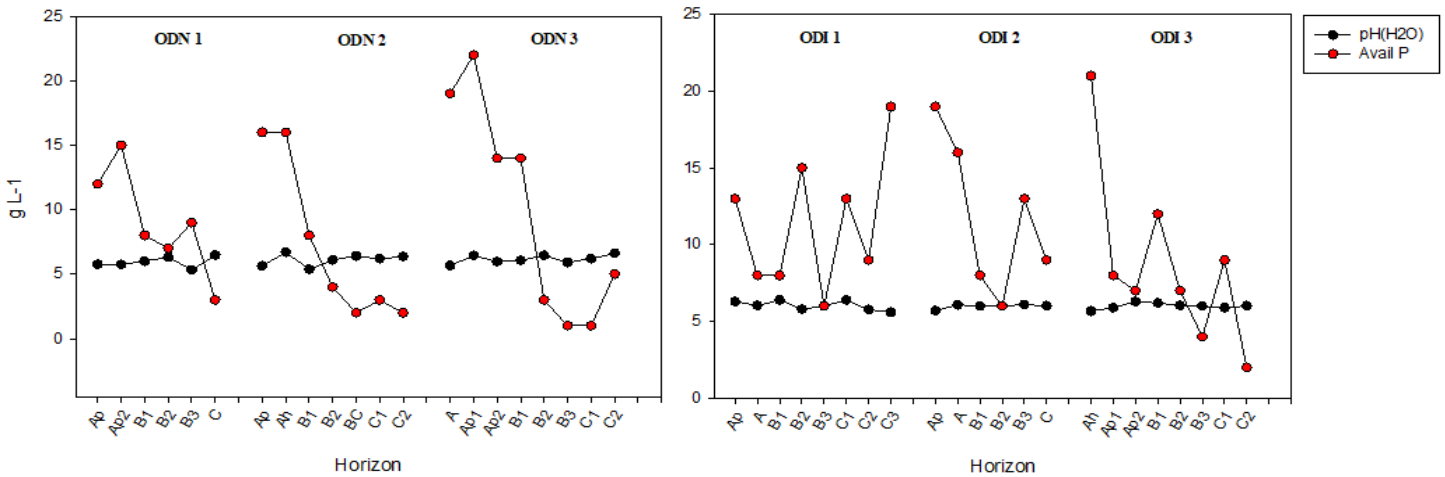 25
20
15
10
5
0
g L-1
ODN 1
ODN 2
ODN 3
Ap
Ap2
B1
B2
B3
C
Ap
Ah
B1
B2
BC
C1
C2
A
Ap1
Ap2
B1
B2
B3
C1
C2
Horizon
25
20
15
10
5
0
ODI 1
ODI 2
ODI 3
Ap
A
B1
B2
B3
C1
C2
C3
Ap
A
B1
B2
B3
C
Ah
Ap1
Ap2
B1
B2
B3
C1
C2
Horizon
pH(H2O)
Avail P